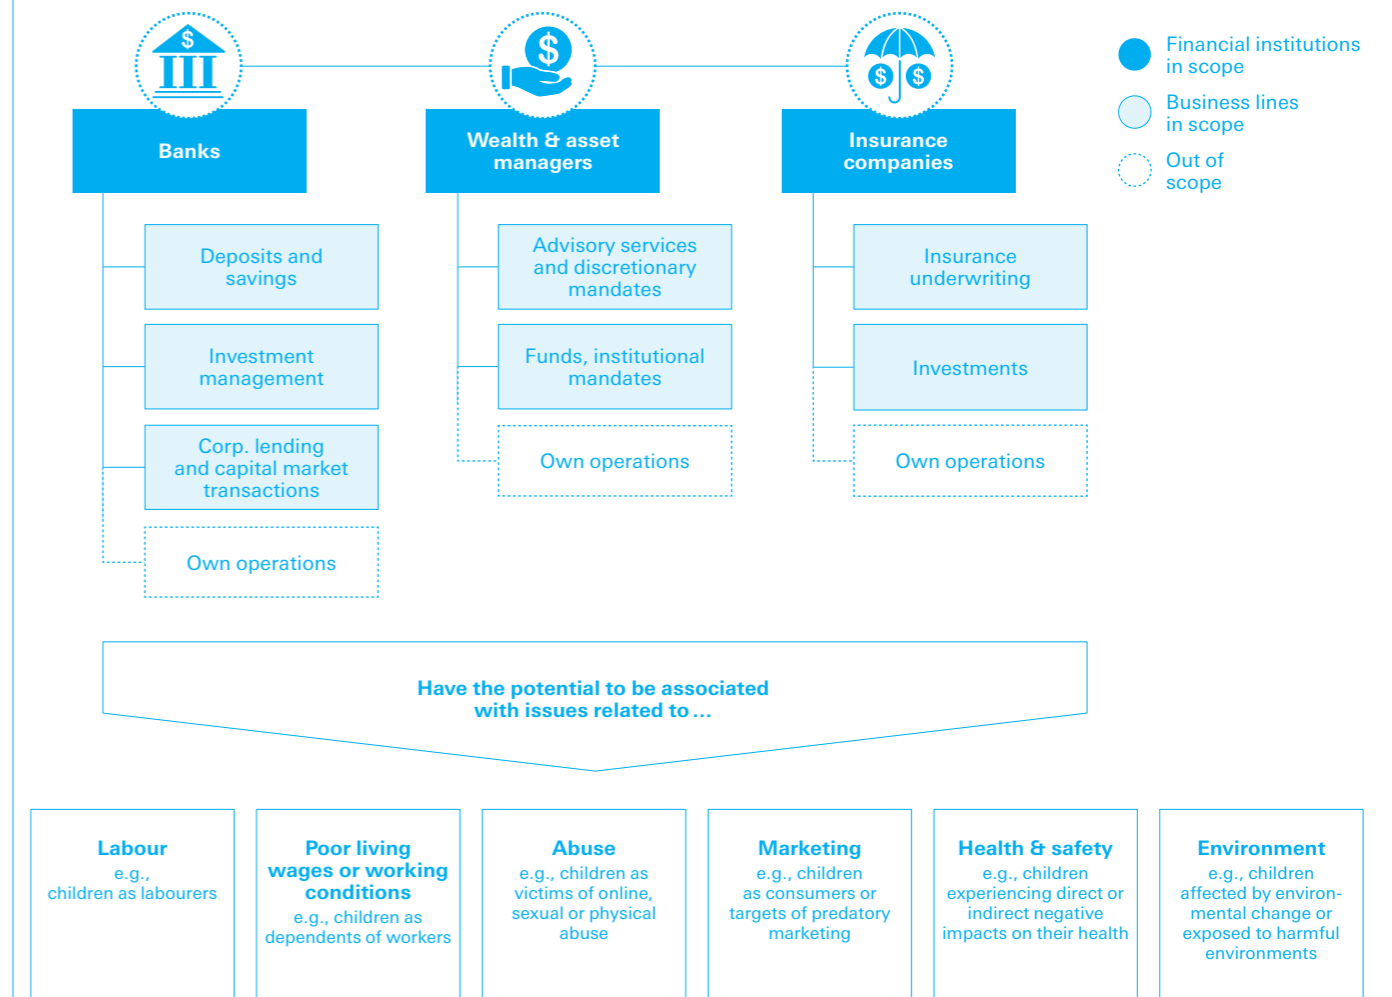 $
$
$ $
Financial institutions
in scope
Business lines
in scope
Out of
scope
Banks
Wealth & asset
managers
Insurance
companies
Deposits and
savings
Investment
management
Corp. lending
and capital market
transactions
Own operations
Advisory services
and discretionary
mandates
Funds, institutional
mandates
Own operations
Insurance
underwriting
Investments
Own operations
Have the potential to be associated
with issues related to ...
Labour
e.g.,
children as labourers
Poor living
wages or working
conditions
e.g., children as
dependents of workers
Abuse
e.g., children as
victims of online,
sexual or physical
abuse
Marketing
e.g., children
as consumers or
targets of predatory
marketing
Health & safety
e.g., children
experiencing direct or
indirect negative
impacts on their health
Environment
e.g., children
affected by environ-
mental change or
exposed to harmful
environments